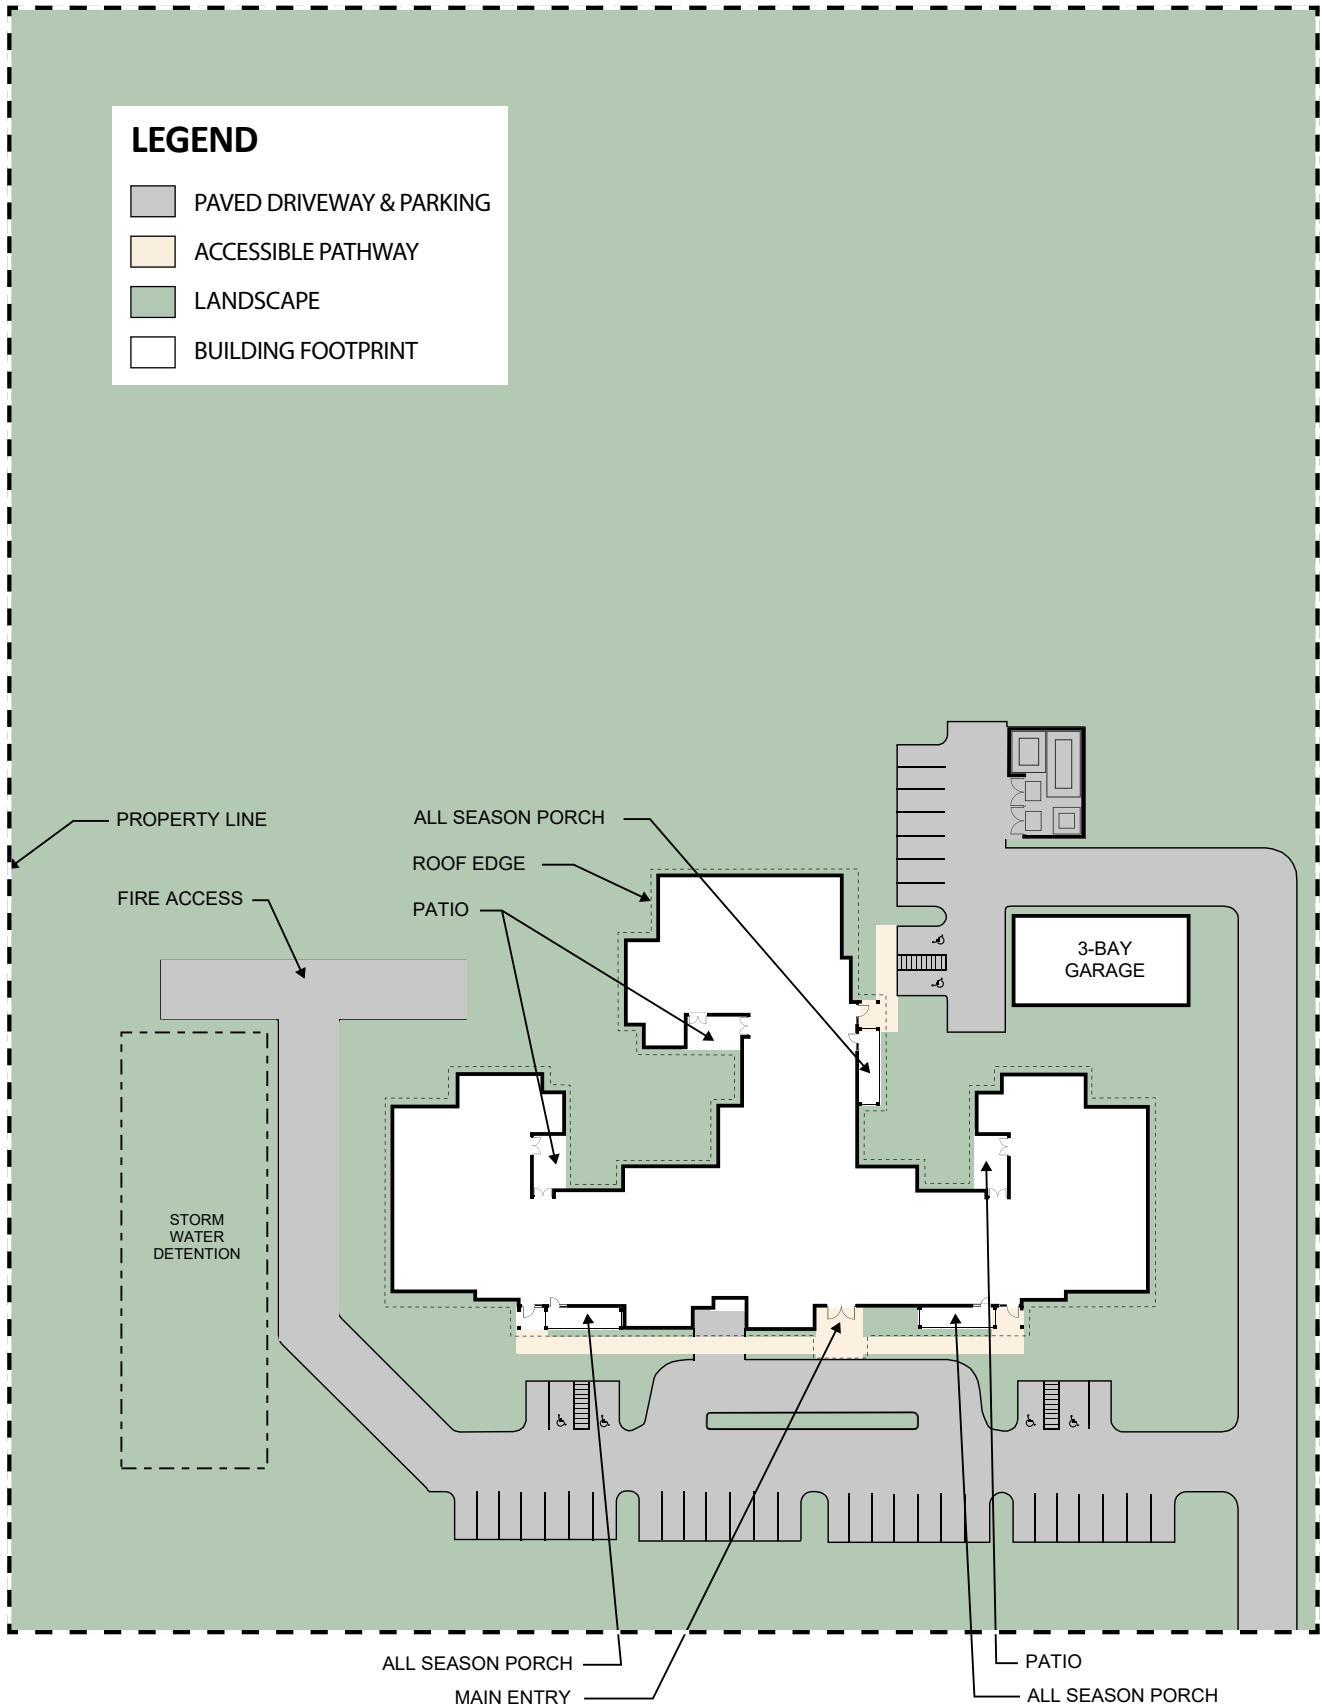 LEGEND
PAVED DRIVEWAY & PARKING
ACCESSIBLE PATHWAY
LANDSCAPE
BUILDING FOOTPRINT
PROPERTY LINE
FIRE ACCESS
ALL SEASON PORCH
ROOF EDGE
PATIO
3-BAY
GARAGE
STORM
WATER
DETENTION
ALL SEASON PORCH
MAIN ENTRY
PATIO
ALL SEASON PORCH